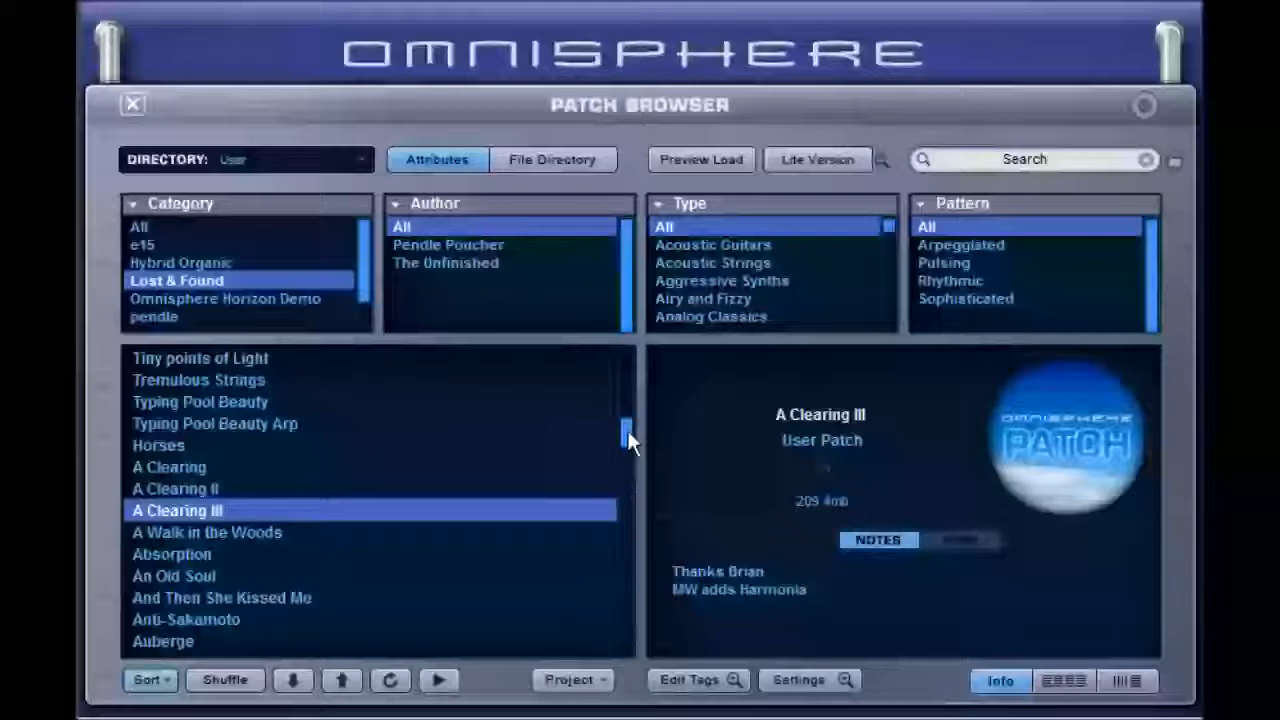 OMNISPHERE
PATCH BROWSER
DIRECTORY: User
Attributes
File Directory
Preview Load
Lite Version
Search
Category
All
e15
Hybrid Organic
Lost & Found
Omnisphere Horizon Demo
pendle
Author
All
Pendle Poucher
The Unfinished
Type
All
Acoustic Guitars
Acoustic Strings
Aggressive Synths
Airy and Fizzy
Analog Classics
Pattern
All
Arpeggiated
Pulsing
Rhythmic
Sophisticated
Tiny points of Light
Tremulous Strings
Typing Pool Beauty
Typing Pool Beauty Arp
Horses
A Clearing
A Clearing II
A Clearing III
A Walk in the Woods
Absorption
An Old Soul
And Then She Kissed Me
Anti-Sakamoto
Auberge
A Clearing III
User Patch
209.4mb
NOTES
Thanks Brian
MW adds Harmonia
OMNISPHERE
PATCH
Sort
Shuffle
Project
Edit Tags
Settings
Info